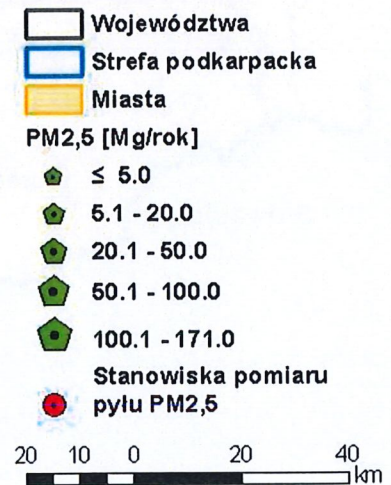 Województwa
Strefa podkarpacka
Miasta
PM2,5 [Mg/rok]
≤ 5.0
5.1 - 20.0
20.1 - 50.0
50.1 - 100.0
100.1 - 171.0
Stanowiska pomiaru
pyłu PM2,5
20 10 0 20 40
km